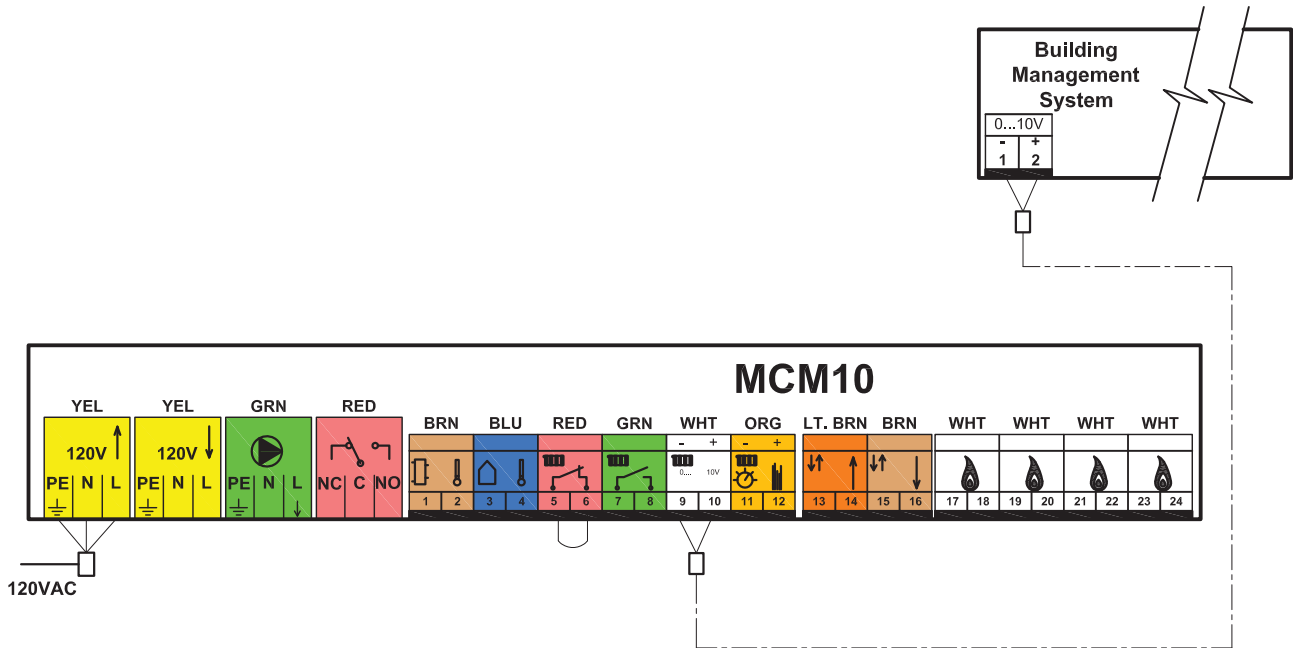 Building
Management
System
0...10V
- +
1 2
MCM10
YEL YEL GRN RED
BRN BLU RED GRN WHT ORG LT. BRN BRN WHT WHT WHT WHT
120V 120V
- + - +
0.... 10V
PE N L PE N L PE N L NC C NO
1 2 3 4 5 6 7 8 9 10 11 12 13 14 15 16 17 18 19 20 21 22 23 24
120VAC